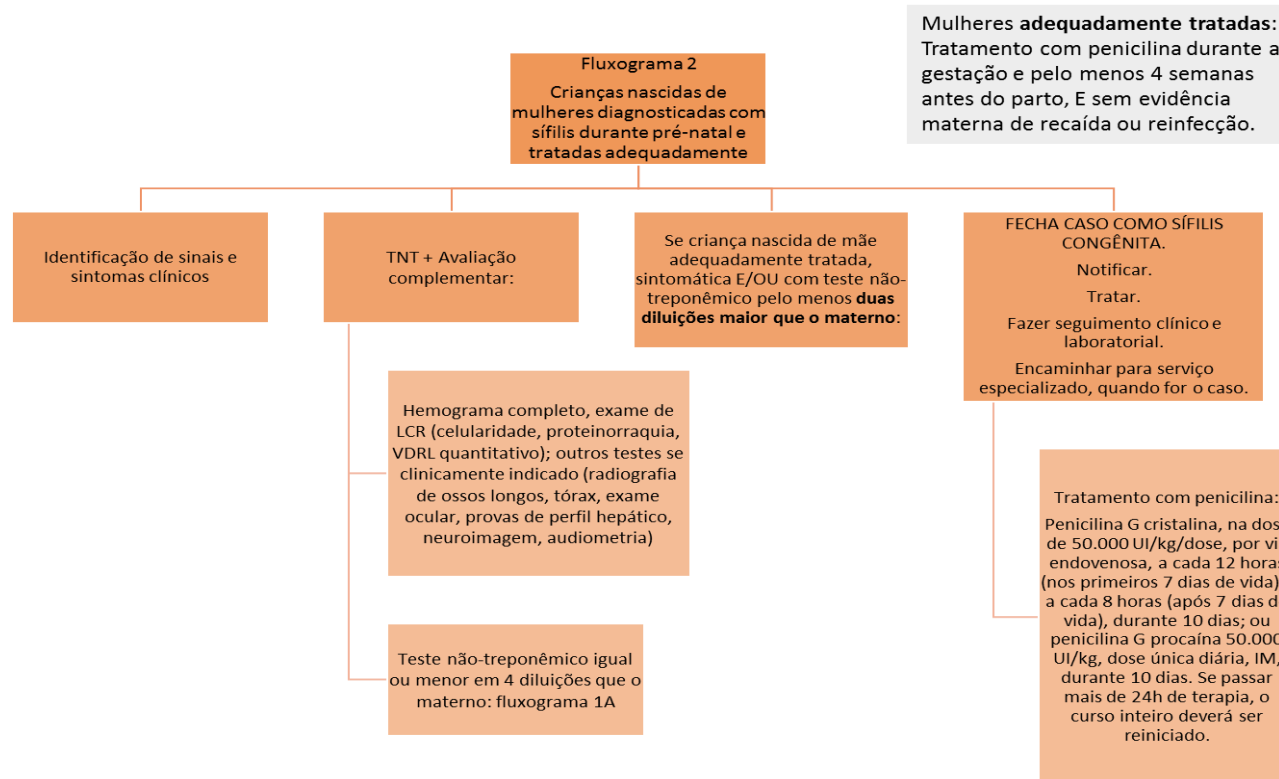 Mulheres adequadamente tratadas:
Tratamento com penicilina durante a
gestação e pelo menos 4 semanas
antes do parto, E sem evidência
materna de recaída ou reinfecção.
Fluxograma 2
Crianças nascidas de
mulheres diagnosticadas com
sífilis durante pré-natal e
tratadas adequadamente
Identificação de sinais e
sintomas clínicos
TNT + Avaliação
complementar:
Hemograma completo, exame de
LCR (celularidade, proteinorraquia,
VDRL quantitativo); outros testes se
clinicamente indicado (radiografia
de ossos longos, tórax, exame
ocular, provas de perfil hepático,
neuroimagem, audiometria)
Teste não-treponêmico igual
ou menor em 4 diluições que o
materno: fluxograma 1A
Se criança nascida de mãe
adequadamente tratada,
sintomática E/OU com teste não-
treponêmico pelo menos duas
diluições maior que o materno:
FECHA CASO COMO SÍFILIS
CONGÊNITA.
Notificar.
Tratar.
Fazer seguimento clínico e
laboratorial.
Encaminhar para serviço
especializado, quando for o caso.
Tratamento com penicilina:
Penicilina G cristalina, na dos
de 50.000 UI/kg/dose, por vi
endovenosa, a cada 12 horas
(nos primeiros 7 dias de vida)
a cada 8 horas (após 7 dias d
vida), durante 10 dias; ou
penicilina G procaína 50.000
UI/kg, dose única diária, IM,
durante 10 dias. Se passar
mais de 24h de terapia, o
curso inteiro deverá ser
reiniciado.